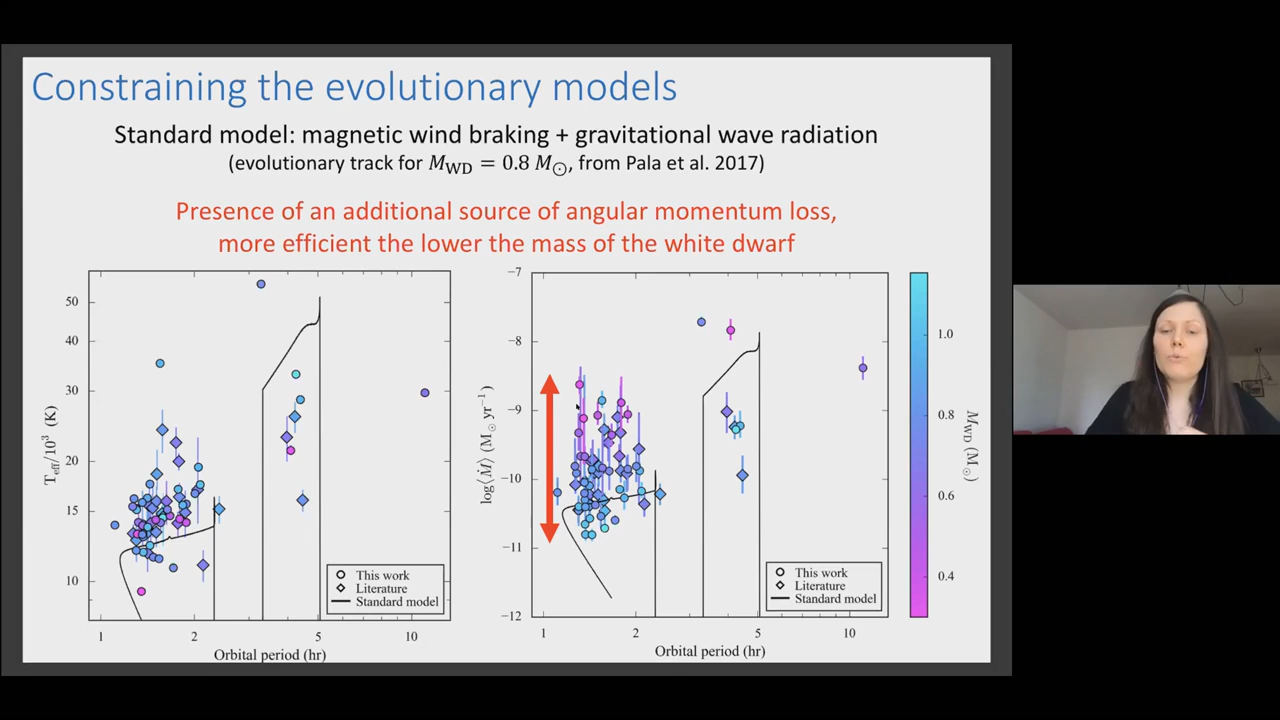 Constraining the evolutionary models
Standard model: magnetic wind braking + gravitational wave radiation
(evolutionary track for M_WD = 0.8 M_⊙, from Pala et al. 2017)
Presence of an additional source of angular momentum loss,
more efficient the lower the mass of the white dwarf
T_eff/10^3 (K)
50
40
30
20
15
10
1
2
5
10
Orbital period (hr)
This work
Literature
Standard model
log⟨Ṁ⟩ (M_⊙ yr^−1)
−7
−8
−9
−10
−11
−12
1
2
5
10
Orbital period (hr)
This work
Literature
Standard model
1.0
0.8
0.6
0.4
M_WD (M_⊙)